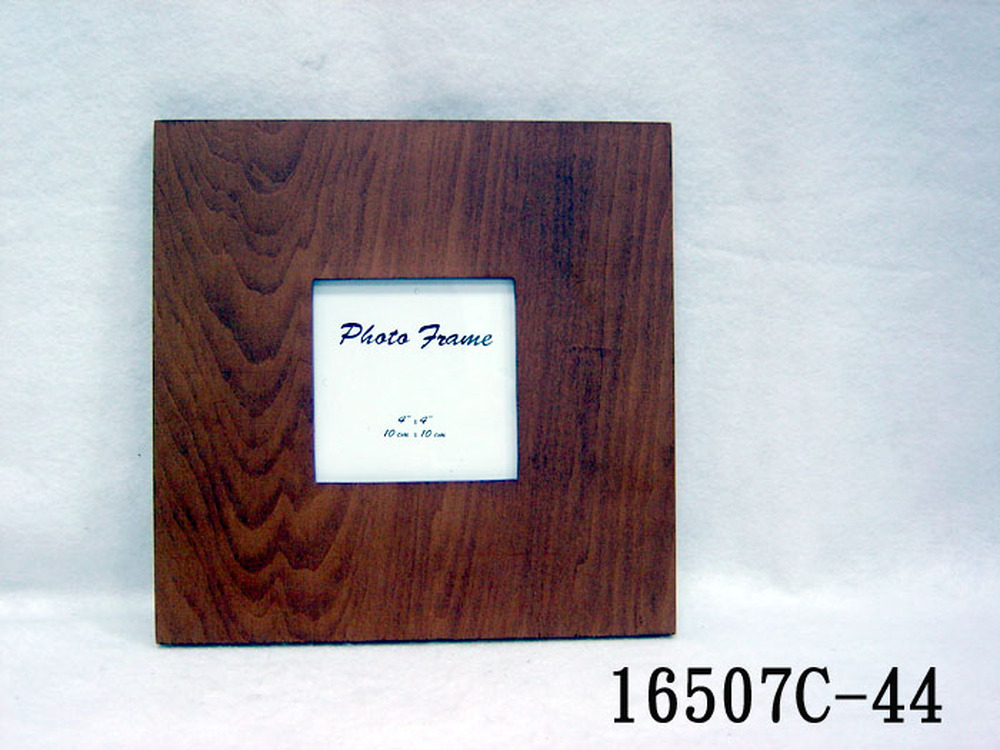 Photo Frame
4" x 4"
10 cm x 10 cm
16507C-44